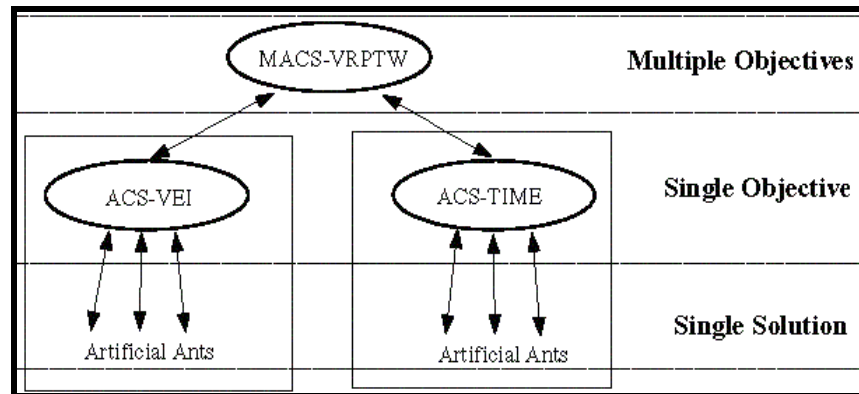 MACS-VRPTW
Multiple Objectives
ACS-VEI
ACS-TIME
Single Objective
Single Solution
Artificial Ants
Artificial Ants